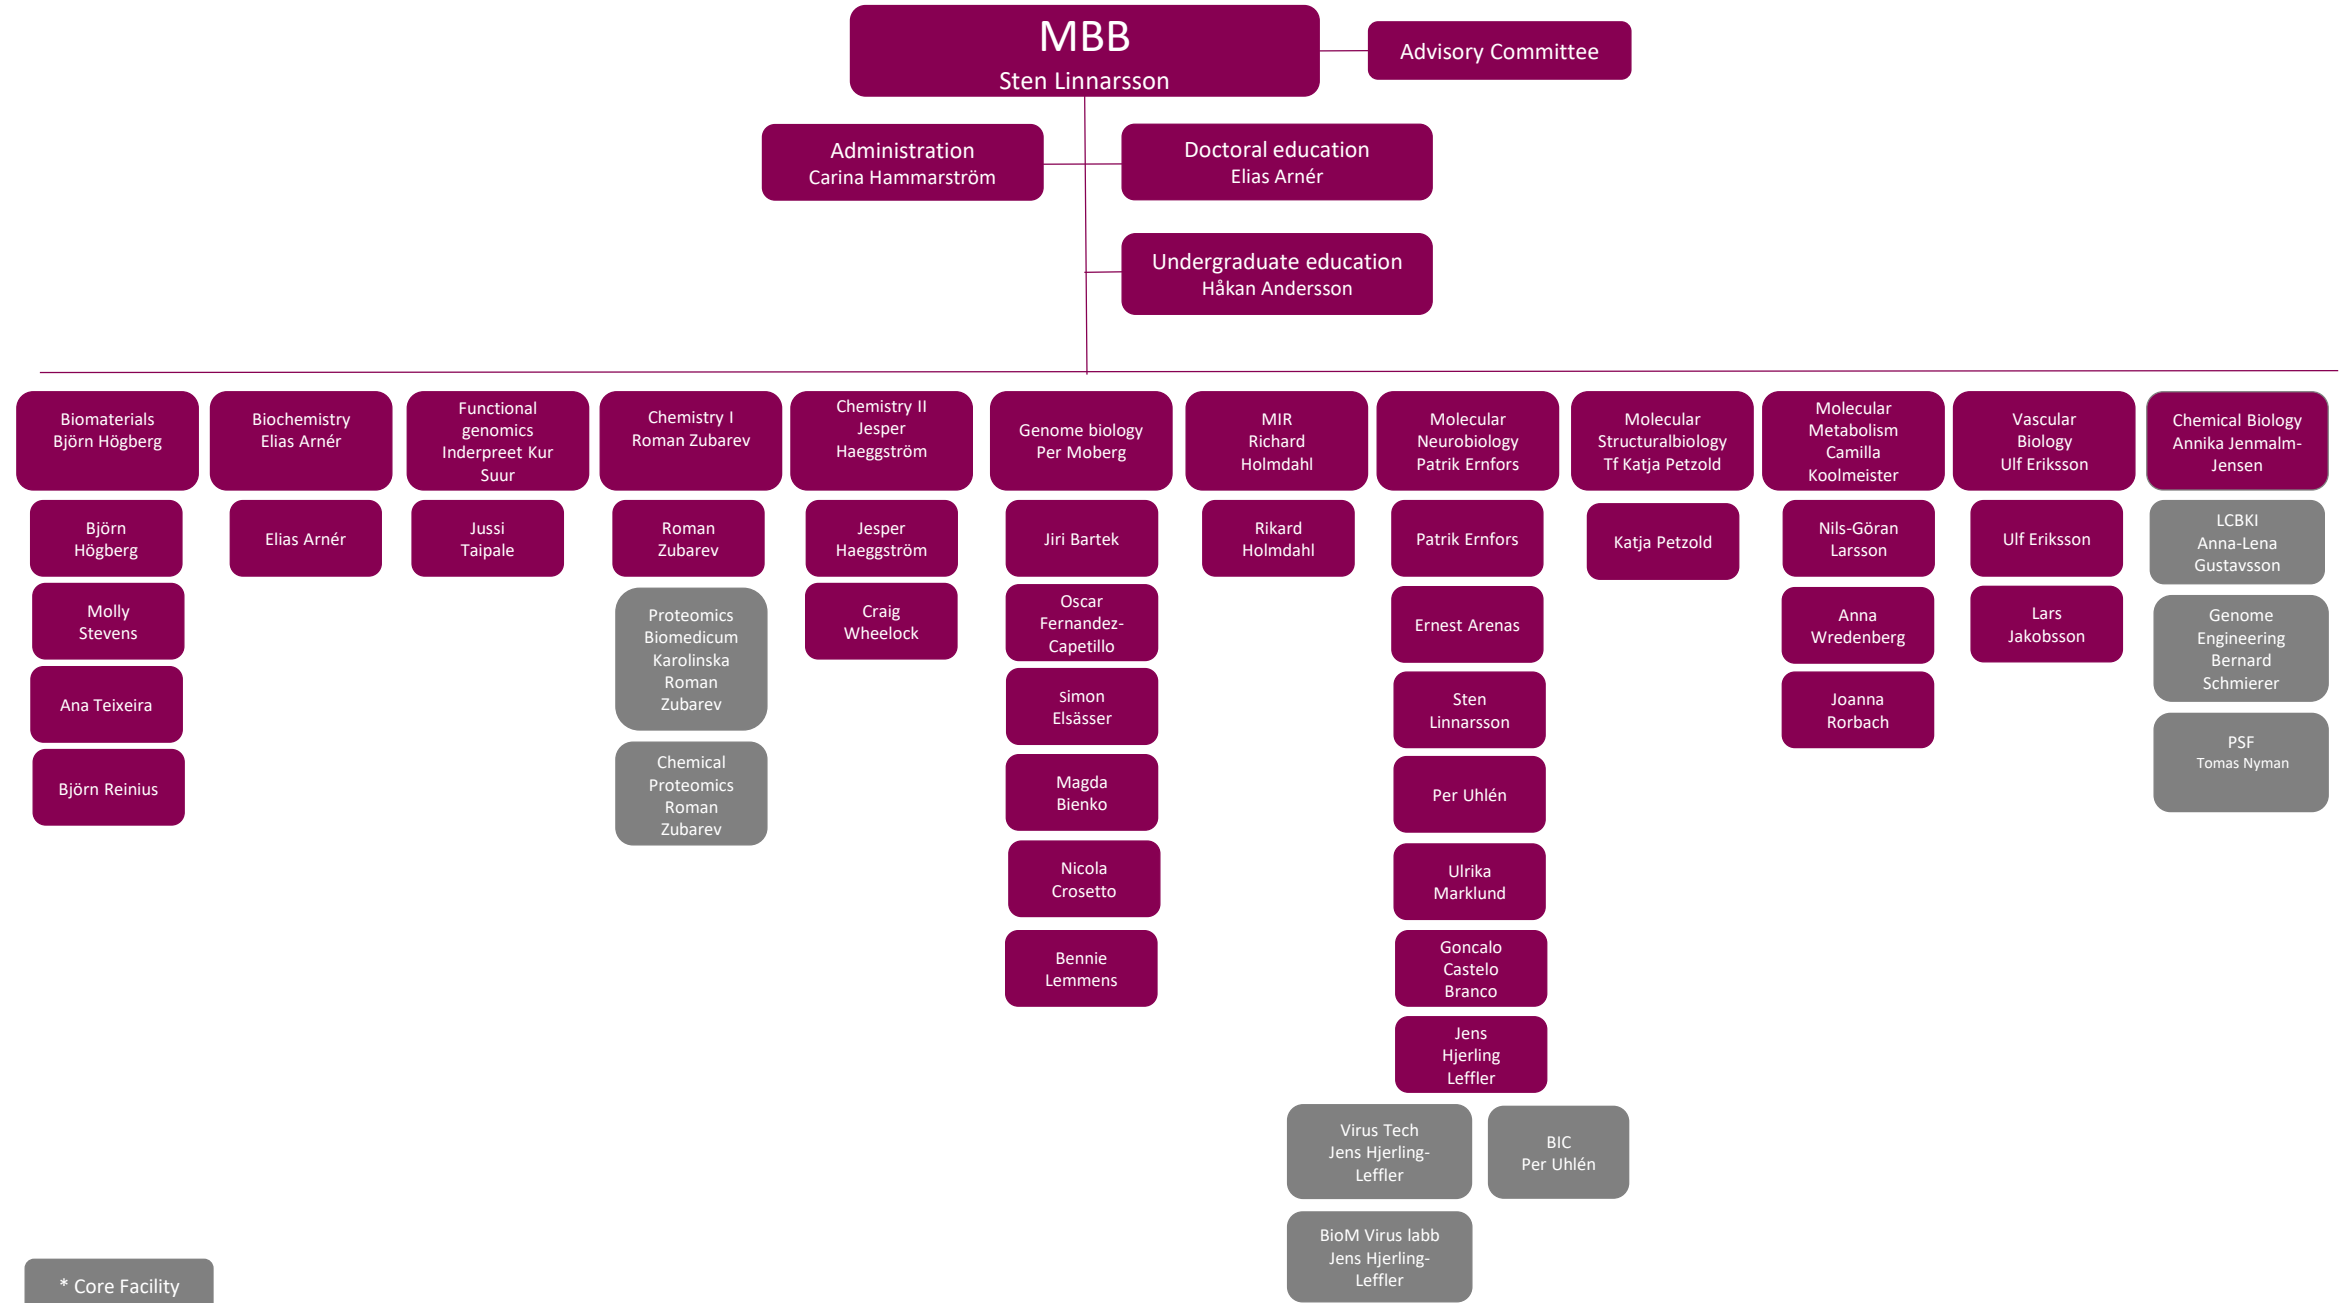 MBB
Sten Linnarsson
Advisory Committee
Administration
Carina Hammarström
Doctoral education
Elias Arnér
Undergraduate education
Håkan Andersson
Biomaterials
Björn Högberg
Biochemistry
Elias Arnér
Functional
genomics
Inderpreet Kur
Suur
Chemistry I
Roman Zubarev
Chemistry II
Jesper
Haeggström
Genome biology
Per Moberg
MIR
Richard
Holmdahl
Molecular
Neurobiology
Patrik Ernfors
Molecular
Structuralbiology
Tf Katja Petzold
Molecular
Metabolism
Camilla
Koolmeister
Vascular
Biology
Ulf Eriksson
Chemical Biology
Annika Jenmalm-
Jensen
Björn
Högberg
Molly
Stevens
Ana Teixeira
Björn Reinius
Elias Arnér
Jussi
Taipale
Roman
Zubarev
Proteomics
Biomedicum
Karolinska
Roman
Zubarev
Chemical
Proteomics
Roman
Zubarev
Jesper
Haeggström
Craig
Wheelock
Jiri Bartek
Oscar
Fernandez-
Capetillo
Simon
Elsässer
Magda
Bienko
Nicola
Crosetto
Bennie
Lemmens
Rikard
Holmdahl
Patrik Ernfors
Ernest Arenas
Sten
Linnarsson
Per Uhlén
Ulrika
Marklund
Goncalo
Castelo
Branco
Jens
Hjerling
Leffler
Virus Tech
Jens Hjerling-
Leffler
BIC
Per Uhlén
BioM Virus labb
Jens Hjerling-
Leffler
Katja Petzold
Nils-Göran
Larsson
Anna
Wredenberg
Joanna
Rorbach
Ulf Eriksson
Lars
Jakobsson
LCBKI
Anna-Lena
Gustavsson
Genome
Engineering
Bernard
Schmierer
PSF
Tomas Nyman
* Core Facility